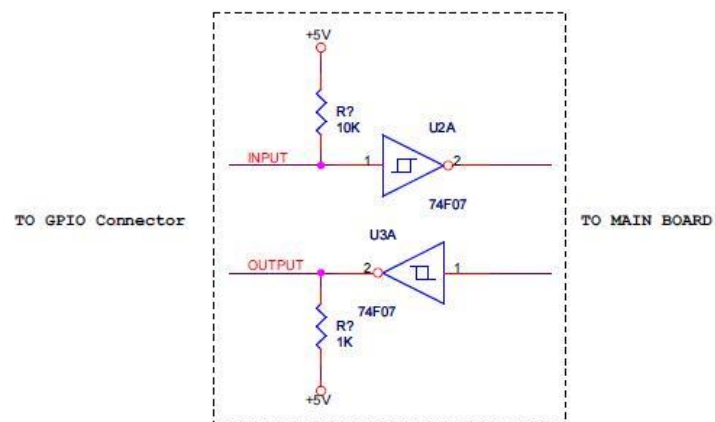 +5V
R?
10K
U2A
INPUT
1
2
74F07
TO GPIO Connector
TO MAIN BOARD
U3A
OUTPUT
2
1
74F07
R?
1K
+5V